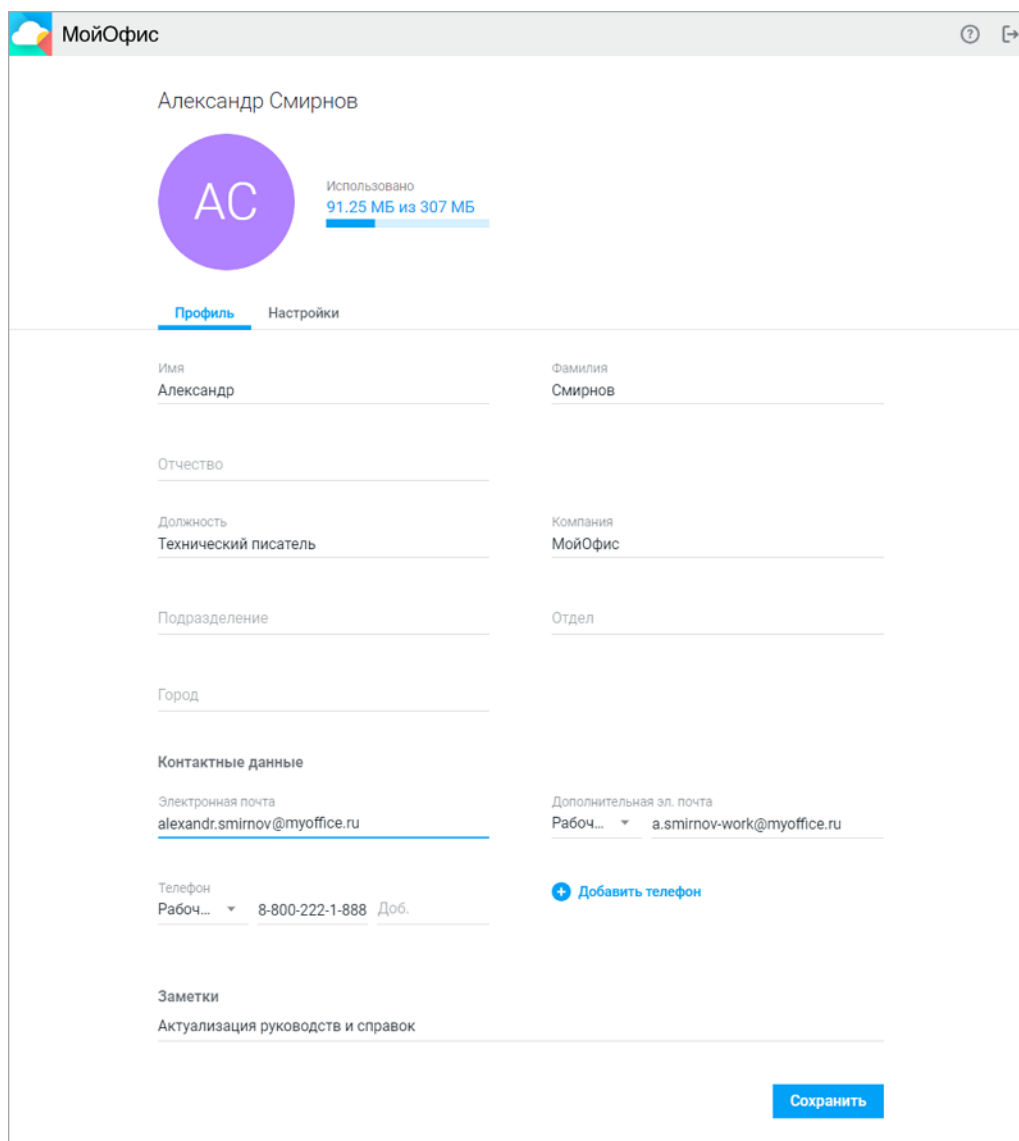 МойОфис
Александр Смирнов
АС
Использовано
91.25 МБ из 307 МБ
Профиль Настройки
Имя Фамилия
Александр Смирнов
Отчество
Должность Компания
Технический писатель МойОфис
Подразделение Отдел
Город
Контактные данные
Электронная почта Дополнительная эл. почта
alexandr.smirnov@myoffice.ru Рабоч... a.smirnov-work@myoffice.ru
Телефон
Рабоч... 8-800-222-1-888 Доб. Добавить телефон
Заметки
Актуализация руководств и справок
Сохранить